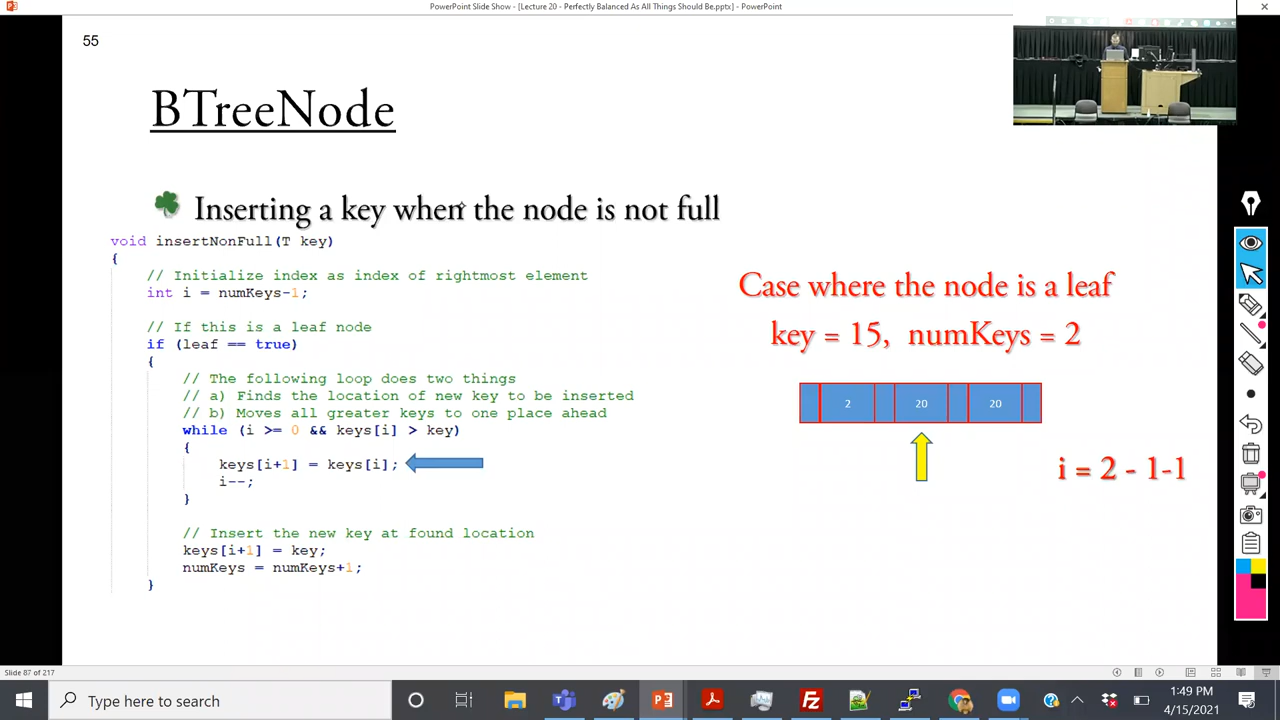 PowerPoint Slide Show - [Lecture 20 - Perfectly Balanced As All Things Should Be.pptx] - PowerPoint
55
BTreeNode
Inserting a key when the node is not full
void insertNonFull(T key)
{
// Initialize index as index of rightmost element
int i = numKeys-1;
// If this is a leaf node
if (leaf == true)
{
// The following loop does two things
// a) Finds the location of new key to be inserted
// b) Moves all greater keys to one place ahead
while (i >= 0 && keys[i] > key)
{
keys[i+1] = keys[i];
i--;
}
// Insert the new key at found location
keys[i+1] = key;
numKeys = numKeys+1;
}
Case where the node is a leaf
key = 15, numKeys = 2
2 20 20
i = 2 - 1-1
Slide 87 of 217
Type here to search
1:49 PM
4/15/2021